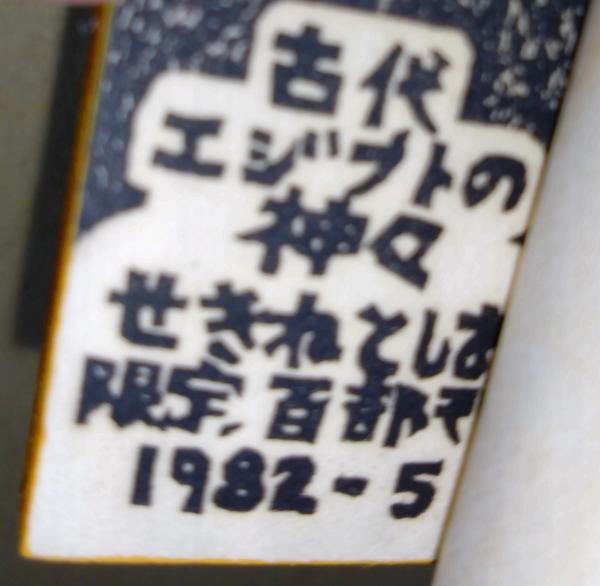 古代
エジプトの
神々
せきねとしお
限定百部
1982-5